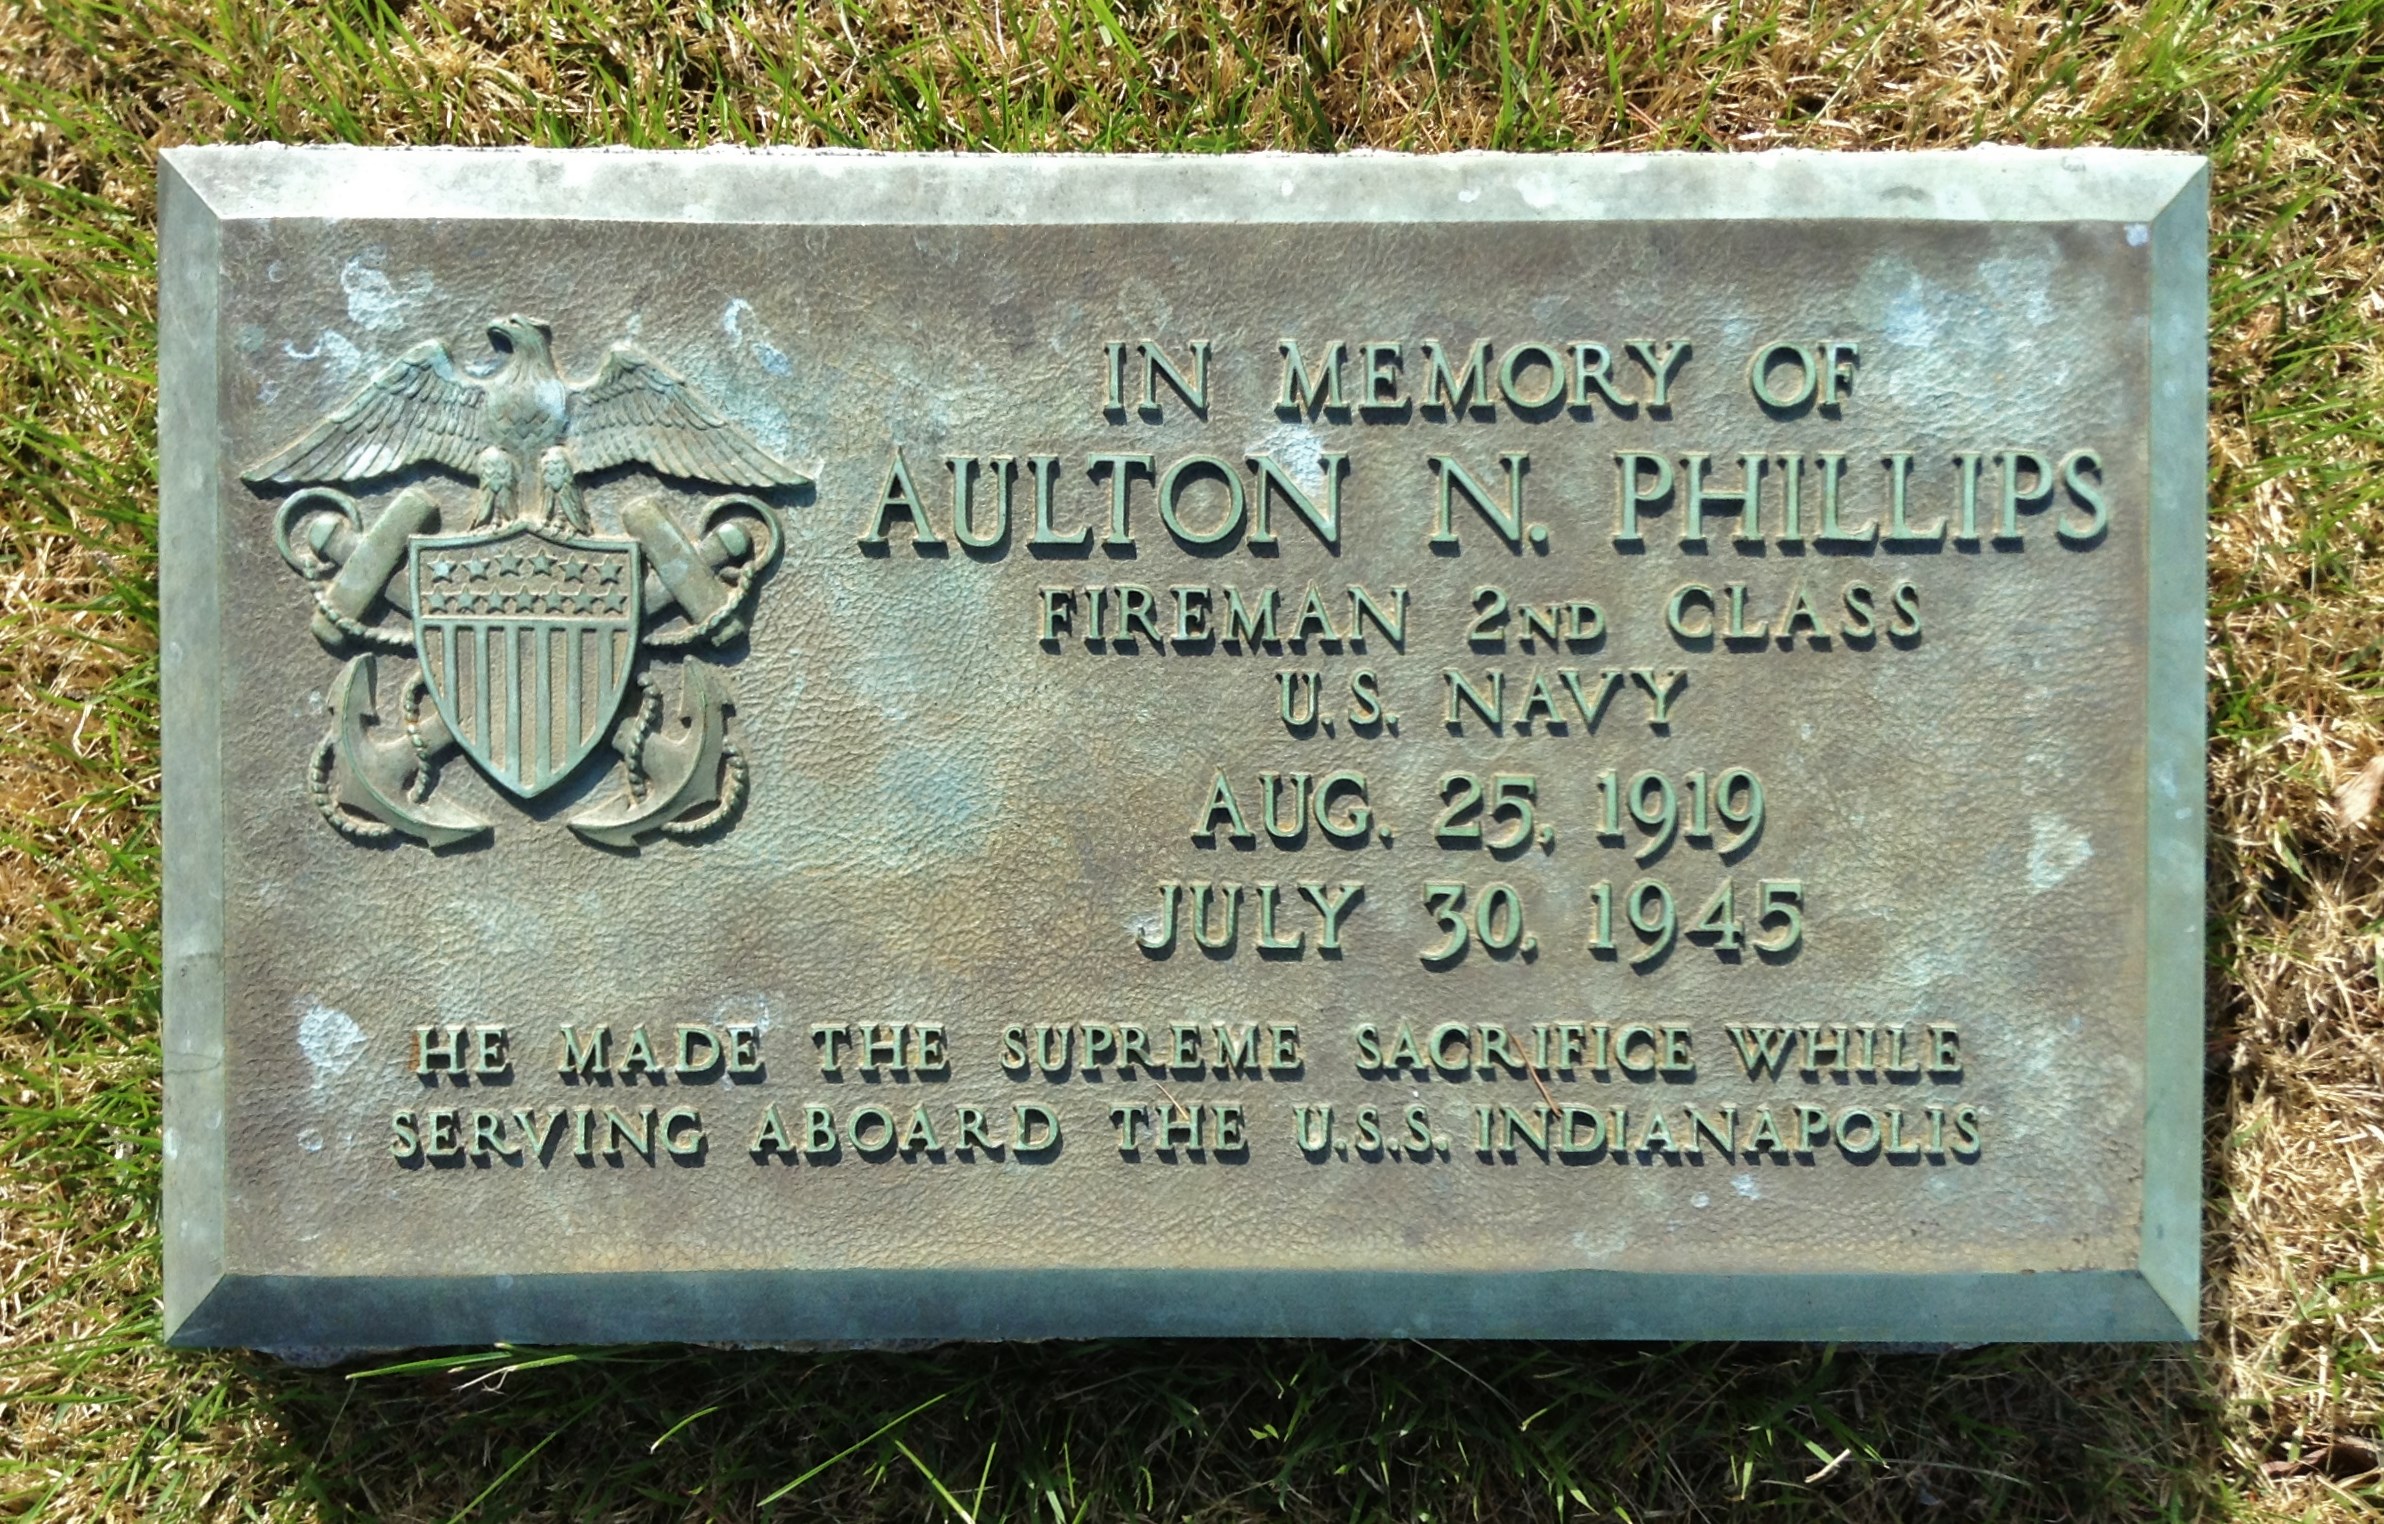 IN MEMORY OF
AULTON N. PHILLIPS
FIREMAN 2ND CLASS
U.S. NAVY
AUG. 25, 1919
JULY 30, 1945
HE MADE THE SUPREME SACRIFICE WHILE
SERVING ABOARD THE U.S.S. INDIANAPOLIS